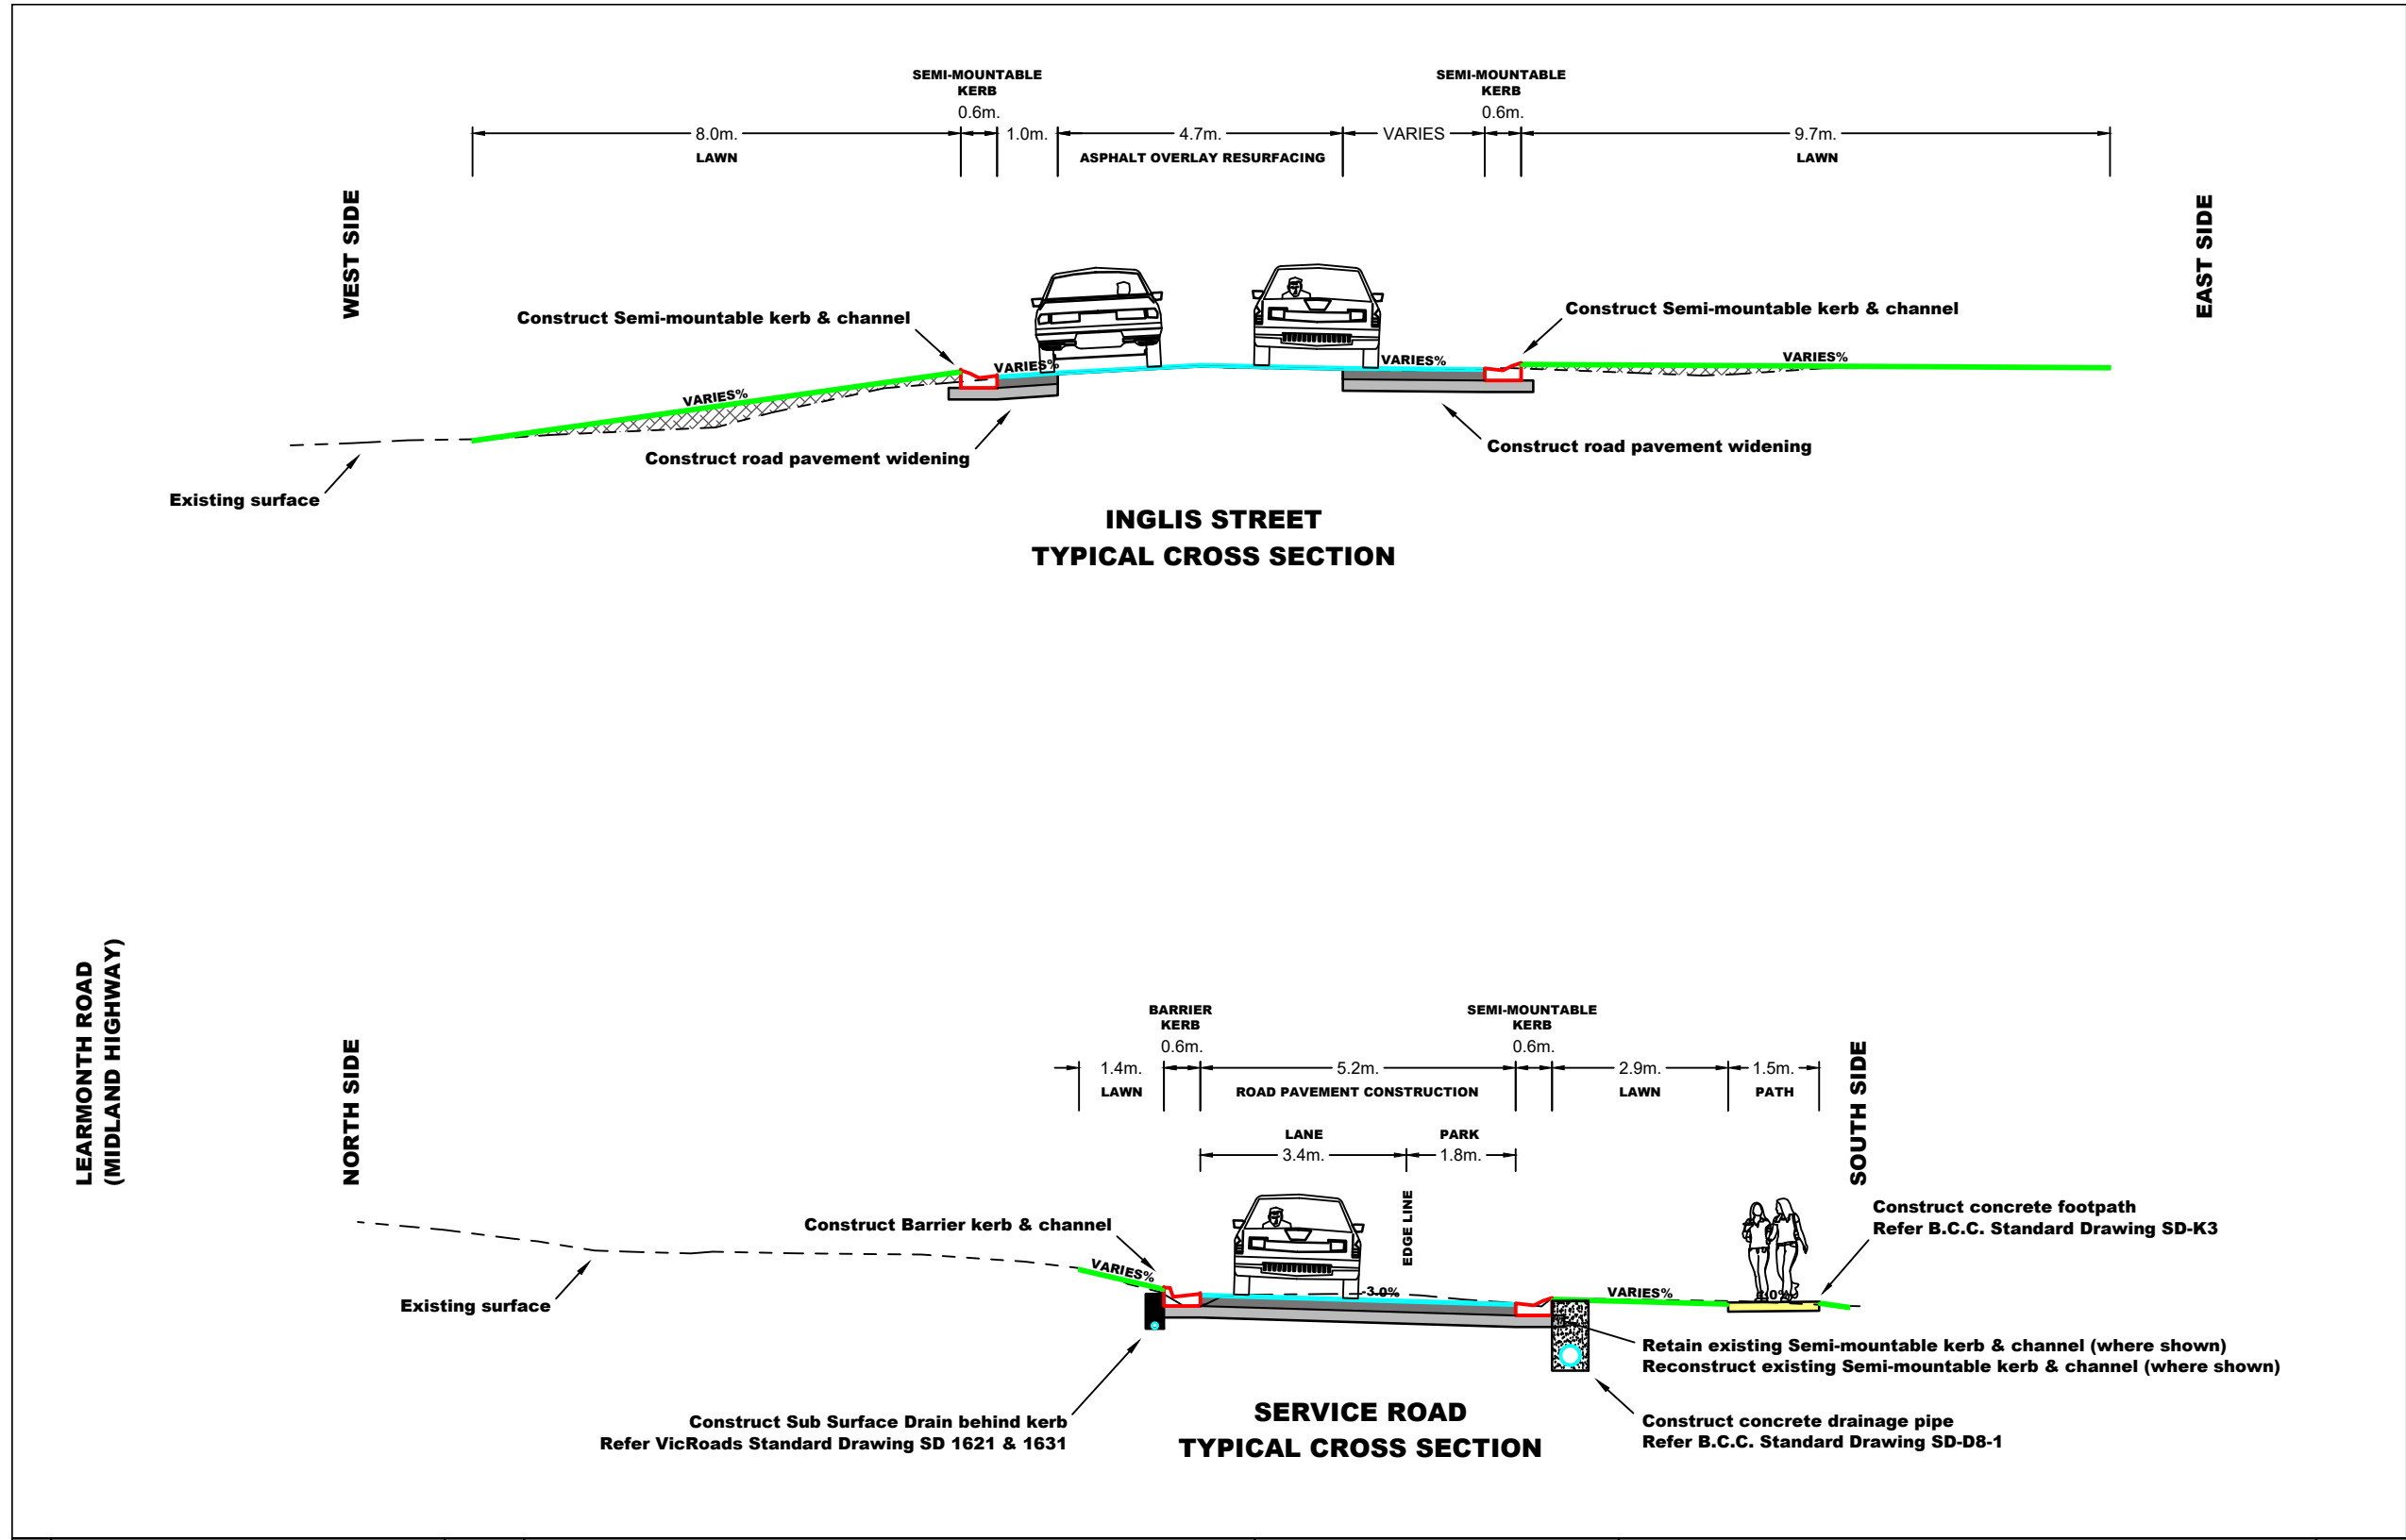 SEMI-MOUNTABLE
KERB
0.6m.
SEMI-MOUNTABLE
KERB
0.6m.
8.0m.
1.0m.
4.7m.
VARIES
9.7m.
LAWN
ASPHALT OVERLAY RESURFACING
LAWN
WEST SIDE
EAST SIDE
Construct Semi-mountable kerb & channel
Construct Semi-mountable kerb & channel
VARIES%
VARIES%
VARIES%
VARIES%
Construct road pavement widening
Construct road pavement widening
Existing surface
INGLIS STREET
TYPICAL CROSS SECTION
LEARMONTH ROAD
(MIDLAND HIGHWAY)
NORTH SIDE
SOUTH SIDE
BARRIER
KERB
0.6m.
SEMI-MOUNTABLE
KERB
0.6m.
1.4m.
5.2m.
2.9m.
1.5m.
LAWN
ROAD PAVEMENT CONSTRUCTION
LAWN
PATH
LANE
PARK
3.4m.
1.8m.
EDGE LINE
Construct Barrier kerb & channel
Construct concrete footpath
Refer B.C.C. Standard Drawing SD-K3
VARIES%
-3.0%
VARIES%
Existing surface
Retain existing Semi-mountable kerb & channel (where shown)
Reconstruct existing Semi-mountable kerb & channel (where shown)
Construct Sub Surface Drain behind kerb
Refer VicRoads Standard Drawing SD 1621 & 1631
Construct concrete drainage pipe
Refer B.C.C. Standard Drawing SD-D8-1
SERVICE ROAD
TYPICAL CROSS SECTION